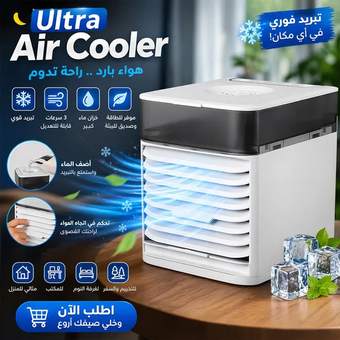 Ultra
Air Cooler
هواء بارد .. راحة تدوم
تبريد فوري
في أي مكان!
تبريد قوي
3 سرعات
قابلة للتعديل
خزان ماء
كبير
موفر للطاقة
وصديق للبيئة
أضف الماء
واستمتع بالتبريد
تحكم في اتجاه الهواء
لراحتك القصوى
مثالي للمنزل
للمكتب
لغرفة النوم
للتخييم والسفر
اطلب الآن
وخلي صيفك أروع